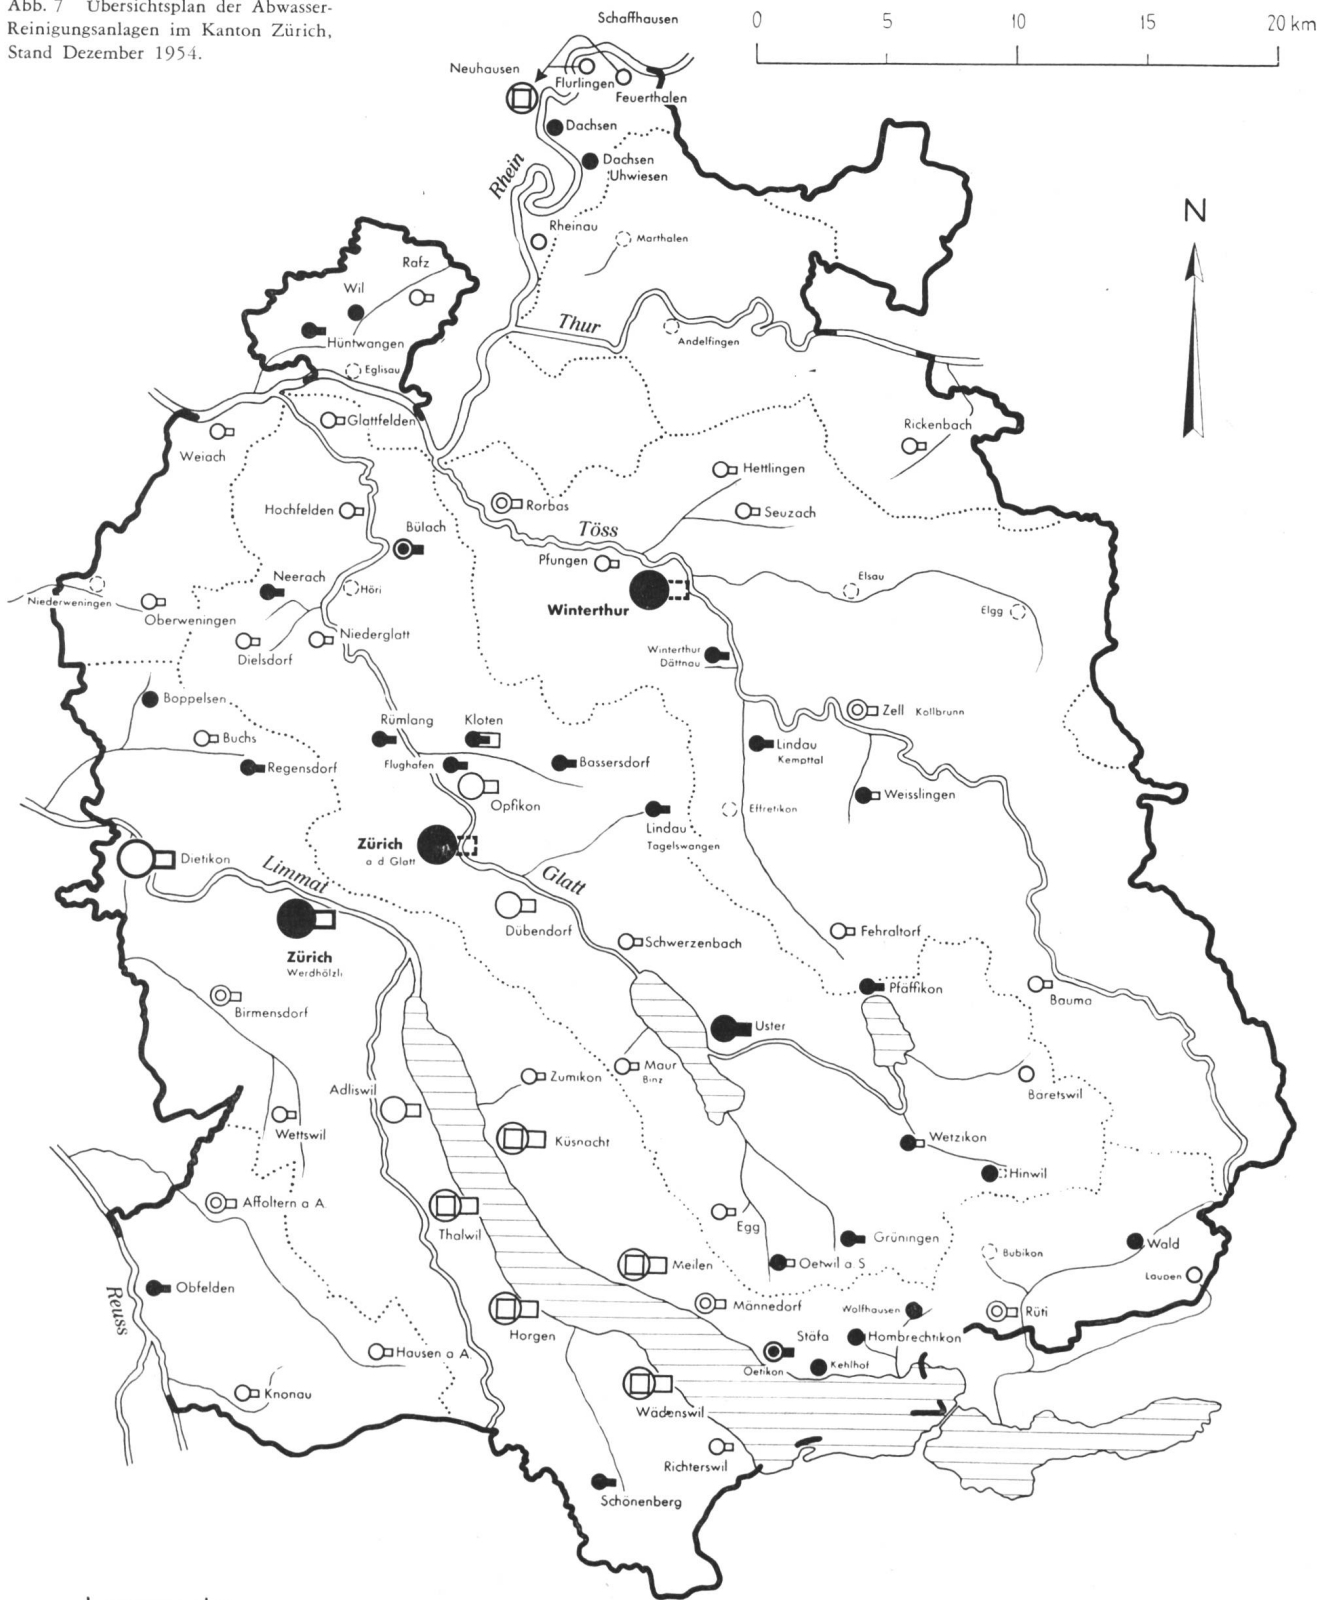 Abb. 7 Übersichtsplan der Abwasser-
Reinigungsanlagen im Kanton Zürich,
Stand Dezember 1954.
Schaffhausen
0 5 10 15 20 km
Neuhausen
Flurlingen
Feuerthalen
Dachsen
Dachsen
Uhwiesen
Rhein
Rheinau
Marthalen
N
Rafz
Wil
Hüntwangen
Thur
Andelfingen
Eglisau
Glattfelden
Weiach
Rickenbach
Hettlingen
Hochfelden
Rorbas
Seuzach
Bülach
Töss
Pfungen
Neerach
Höri
Elsau
Niederweningen
Oberweningen
Winterthur
Elgg
Niederglatt
Dielsdorf
Winterthur
Dättnau
Boppelsen
Zell Kollbrunn
Rümlang
Kloten
Buchs
Lindau
Kempttal
Flughafen
Bassersdorf
Regensdorf
Opfikon
Effretikon
Weisslingen
Lindau
Tagelswangen
Zürich
a d Glatt
Dietikon
Limmat
Glatt
Dübendorf
Fehraltorf
Schwerzenbach
Zürich
Werdhölzli
Pfäffikon
Bauma
Birmensdorf
Uster
Maur
Binz
Zumikon
Adliswil
Baretswil
Wettswil
Küsnacht
Wetzikon
Hinwil
Affoltern a A.
Thalwil
Egg
Grüningen
Bubikon
Wald
Meilen
Oetwil a. S
Laupen
Obfelden
Reuss
Horgen
Männedorf
Wolfhausen
Rüti
Stäfa
Hombrechtikon
Hausen a A.
Oetikon
Kehlhof
Knonau
Wädenswil
Richterswil
Schönenberg